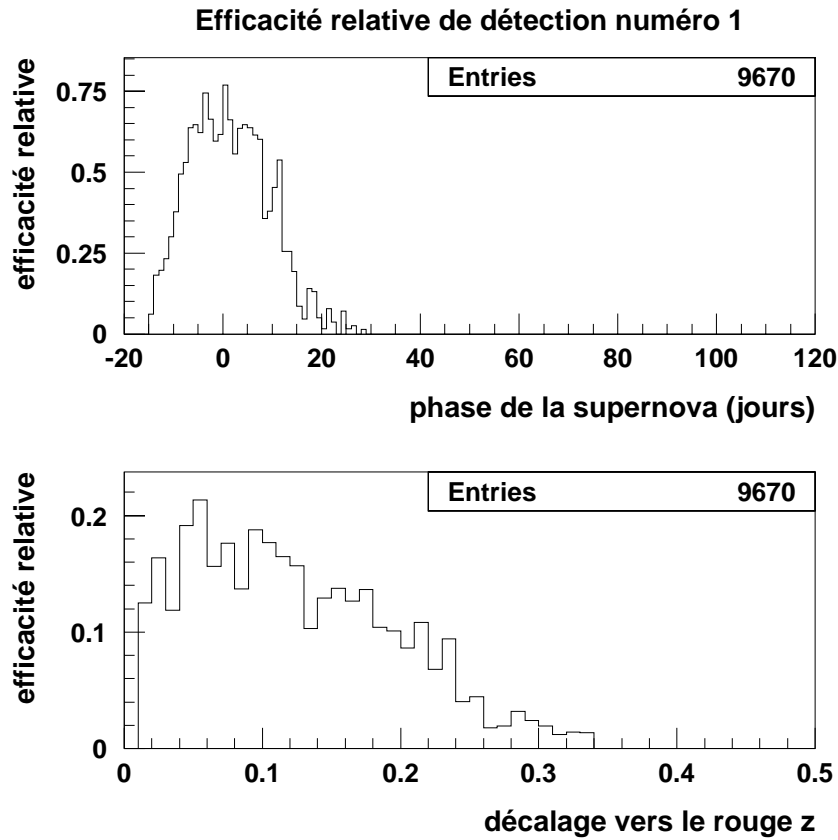 Efficacité relative de détection numéro 1
efficacité relative
Entries 9670
0.75
0.5
0.25
0
-20 0 20 40 60 80 100 120
phase de la supernova (jours)
efficacité relative
Entries 9670
0.2
0.1
0
0 0.1 0.2 0.3 0.4 0.5
décalage vers le rouge z